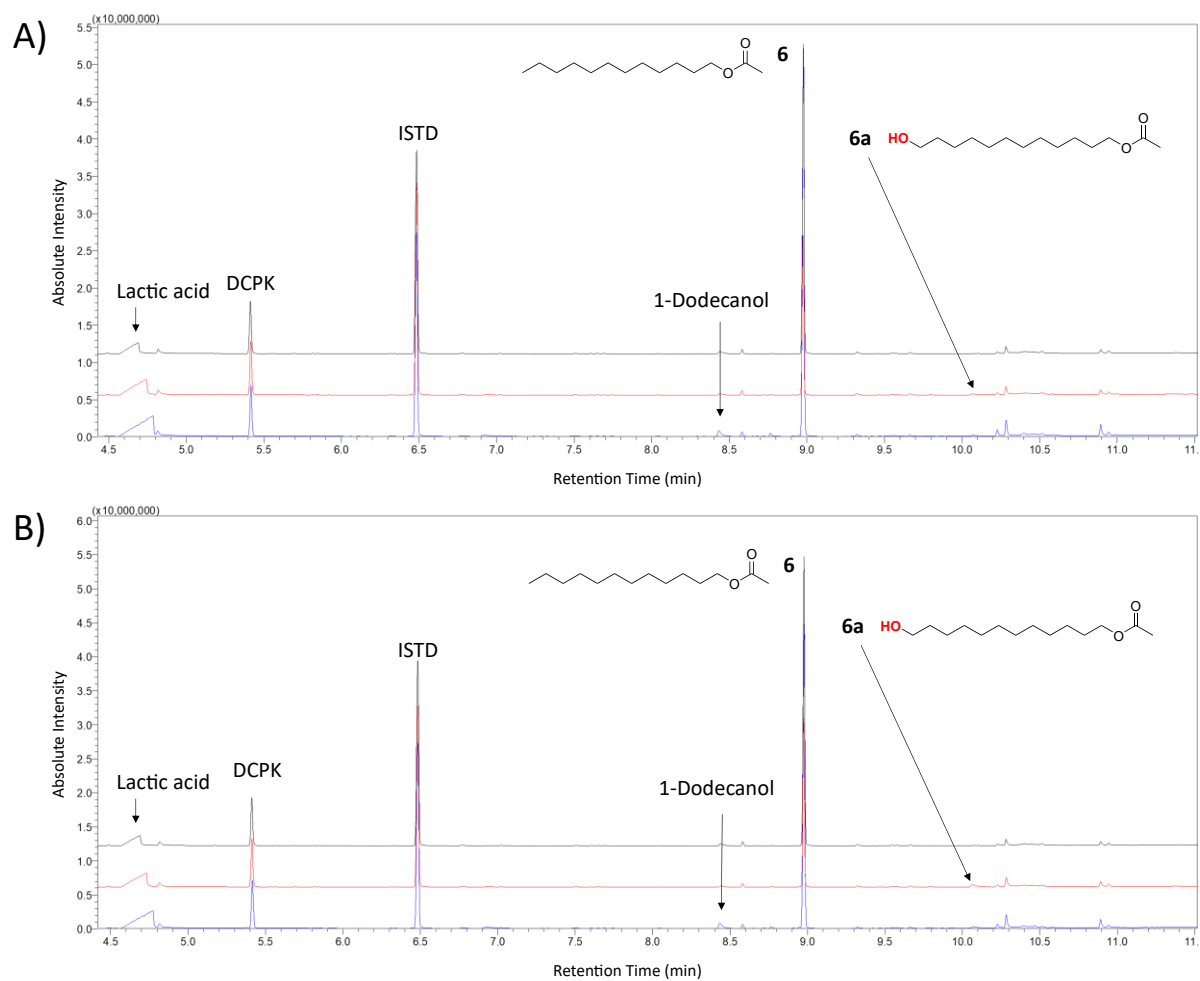 A)
(x10,000,000)
5.5
5.0
4.5
4.0
3.5
3.0
2.5
2.0
1.5
1.0
0.5
0.0
Absolute Intensity
O
O
6
6a
HO
O
O
ISTD
DCPK
Lactic acid
1-Dodecanol
4.5 5.0 5.5 6.0 6.5 7.0 7.5 8.0 8.5 9.0 9.5 10.0 10.5 11.0 11.
Retention Time (min)
B)
(x10,000,000)
6.0
5.5
5.0
4.5
4.0
3.5
3.0
2.5
2.0
1.5
1.0
0.5
0.0
Absolute Intensity
O
O
6
6a
HO
O
O
ISTD
DCPK
Lactic acid
1-Dodecanol
4.5 5.0 5.5 6.0 6.5 7.0 7.5 8.0 8.5 9.0 9.5 10.0 10.5 11.0 11.
Retention Time (min)